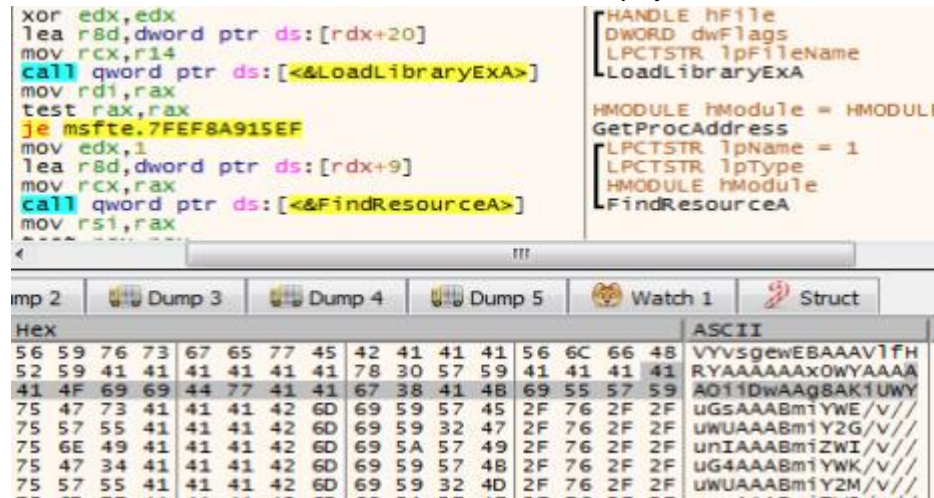 xor edx,edx HANDLE hFile
lea r8d,dword ptr ds:[rdx+20] DWORD dwFlags
mov rcx,r14 LPCTSTR lpFileName
call qword ptr ds:[<&LoadLibraryExA>] LoadLibraryExA
mov rdi,rax
test rax,rax HMODULE hModule = HMODUL
je msfte.7FEF8A915EF GetProcAddress
mov edx,1 LPCTSTR lpName = 1
lea r8d,dword ptr ds:[rdx+9] LPCTSTR lpType
mov rcx,rax HMODULE hModule
call qword ptr ds:[<&FindResourceA>] FindResourceA
mov rsi,rax
mp 2 Dump 3 Dump 4 Dump 5 Watch 1 Struct
Hex ASCII
56 59 76 73 67 65 77 45 42 41 41 41 56 6C 66 48 VYvsgewEBAAAVlfH
52 59 41 41 41 41 41 41 78 30 57 59 41 41 41 41 RYAAAAAAx0WYAAAA
41 4F 69 69 44 77 41 41 67 38 41 4B 69 55 57 59 AOiiDwAAg8AKiUWY
75 47 73 41 41 41 42 6D 69 59 57 45 2F 76 2F 2F uGsAAABmiYWE/v//
75 57 55 41 41 41 42 6D 69 59 32 47 2F 76 2F 2F uWUAAABmiY2G/v//
75 6E 49 41 41 41 42 6D 69 5A 57 49 2F 76 2F 2F unIAAABmiZWI/v//
75 47 34 41 41 41 42 6D 69 59 57 4B 2F 76 2F 2F uG4AAABmiYWK/v//
75 57 55 41 41 41 42 6D 69 59 32 4D 2F 76 2F 2F uWUAAABmiY2M/v//